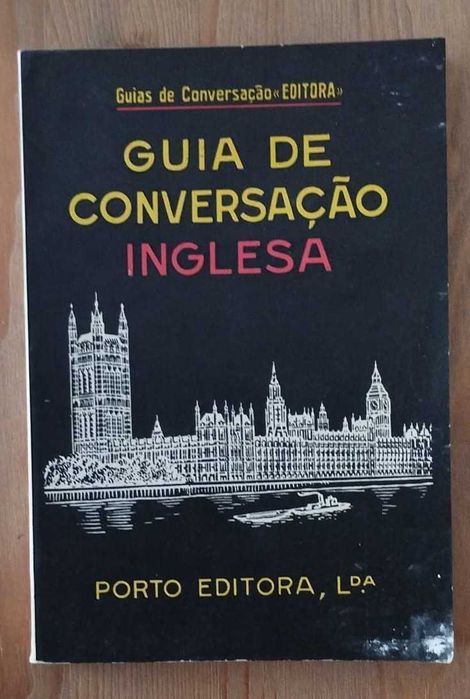 Guias de Conversação «EDITORA»
GUIA DE
CONVERSAÇÃO
INGLESA
PORTO EDITORA, LDA.